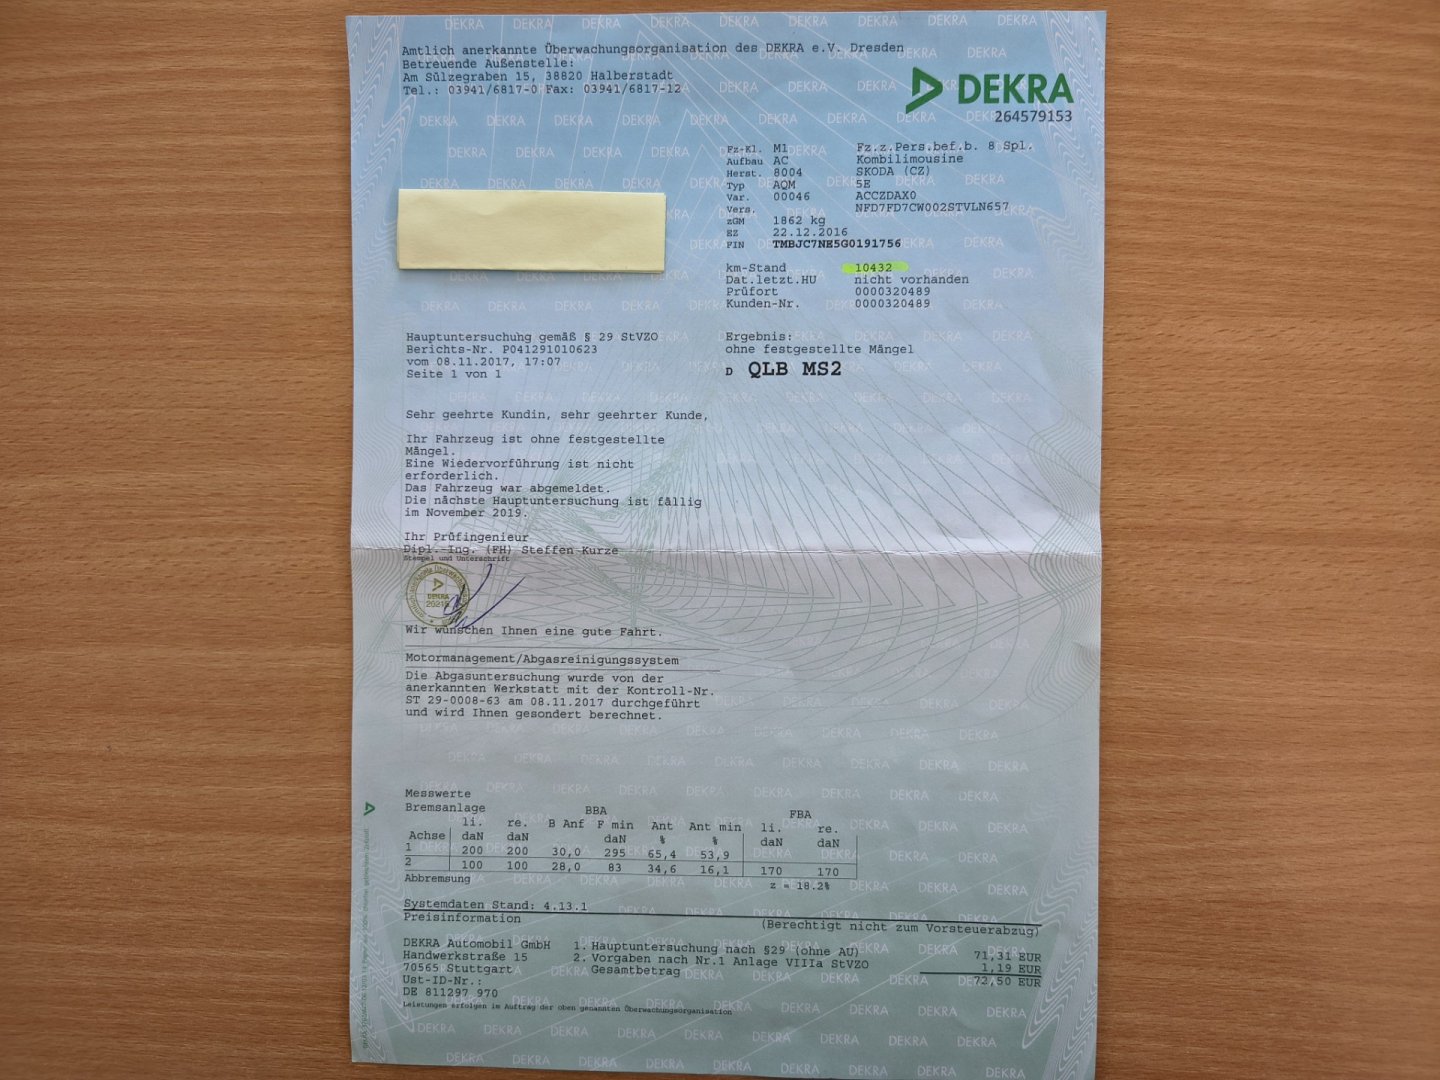 Amtlich anerkannte Überwachungsorganisation des DEKRA e.V. Dresden
Betreuende Außenstelle:
Am Sülzegraben 15, 38820 Halberstadt
Tel.: 03941/6817-0 Fax: 03941/6817-12
DEKRA
264579153
Fz-Kl. M1 Fz.z.Pers.bef.b. 8 Spl.
Aufbau AC Kombilimousine
Herst. 8004 SKODA (CZ)
Typ AQM 5E
Var. 00046 ACCZDAX0
Vers. NFD7FD7CW002STVLN657
zGM 1862 kg
EZ 22.12.2016
FIN TMBJC7NE5G0191756
km-Stand 10432
Dat.letzt.HU nicht vorhanden
Prüfort 0000320489
Kunden-Nr. 0000320489
Hauptuntersuchung gemäß § 29 StVZO
Berichts-Nr. P041291010623
vom 08.11.2017, 17:07
Seite 1 von 1
Ergebnis:
ohne festgestellte Mängel
D QLB MS2
Sehr geehrte Kundin, sehr geehrter Kunde,
Ihr Fahrzeug ist ohne festgestellte
Mängel.
Eine Wiedervorführung ist nicht
erforderlich.
Das Fahrzeug war abgemeldet.
Die nächste Hauptuntersuchung ist fällig
im November 2019.
Ihr Prüfingenieur
Dipl.-Ing. (FH) Steffen Kurze
Stempel und Unterschrift
DEKRA
Wir wünschen Ihnen eine gute Fahrt.
Motormanagement/Abgasreinigungssystem
Die Abgasuntersuchung wurde von der
anerkannten Werkstatt mit der Kontroll-Nr.
ST 29-0008-63 am 08.11.2017 durchgeführt
und wird Ihnen gesondert berechnet.
Messwerte
Bremsanlage BBA FBA
li. re. B Anf F min Ant Ant min li. re.
Achse daN daN daN % % daN daN
1 200 200 30,0 295 65,4 53,9
2 100 100 28,0 83 34,6 16,1 170 170
Abbremsung z = 18.2%
Systemdaten Stand: 4.13.1
Preisinformation (Berechtigt nicht zum Vorsteuerabzug)
DEKRA Automobil GmbH 1. Hauptuntersuchung nach §29 (ohne AU) 71,31 EUR
Handwerkstraße 15 2. Vorgaben nach Nr.1 Anlage VIIIa StVZO 1,19 EUR
70565 Stuttgart Gesamtbetrag 72,50 EUR
Ust-ID-Nr.:
DE 811297 970
Leistungen erfolgen im Auftrag der oben genannten Überwachungsorganisation